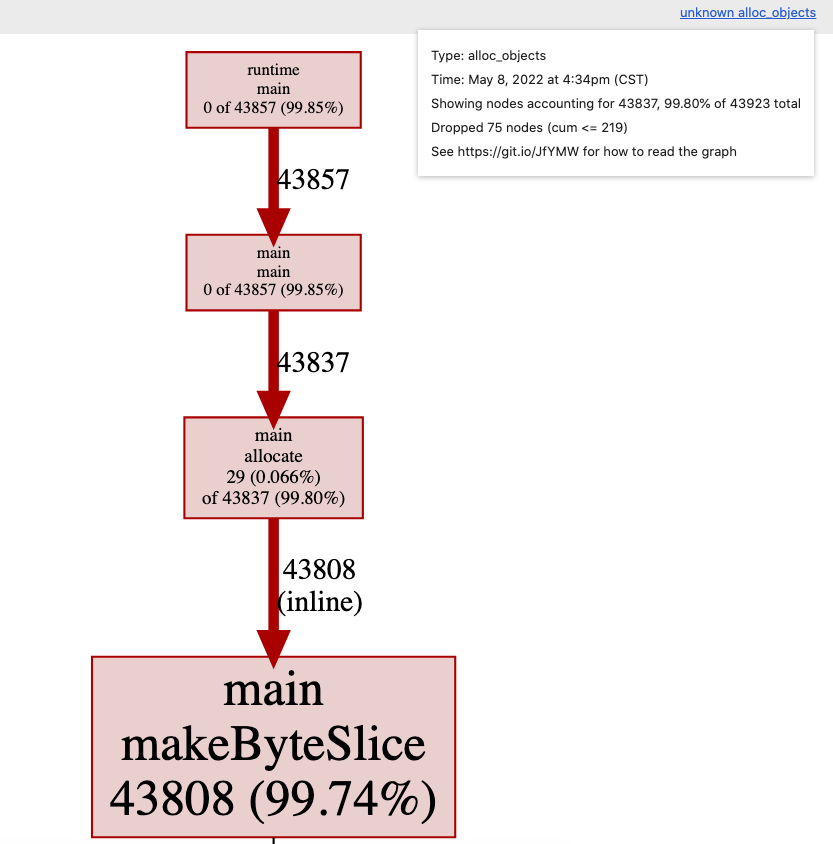 unknown alloc_objects
Type: alloc_objects
Time: May 8, 2022 at 4:34pm (CST)
Showing nodes accounting for 43837, 99.80% of 43923 total
Dropped 75 nodes (cum <= 219)
See https://git.io/JfYMW for how to read the graph
runtime
main
0 of 43857 (99.85%)
43857
main
main
0 of 43857 (99.85%)
43837
main
allocate
29 (0.066%)
of 43837 (99.80%)
43808
(inline)
main
makeByteSlice
43808 (99.74%)